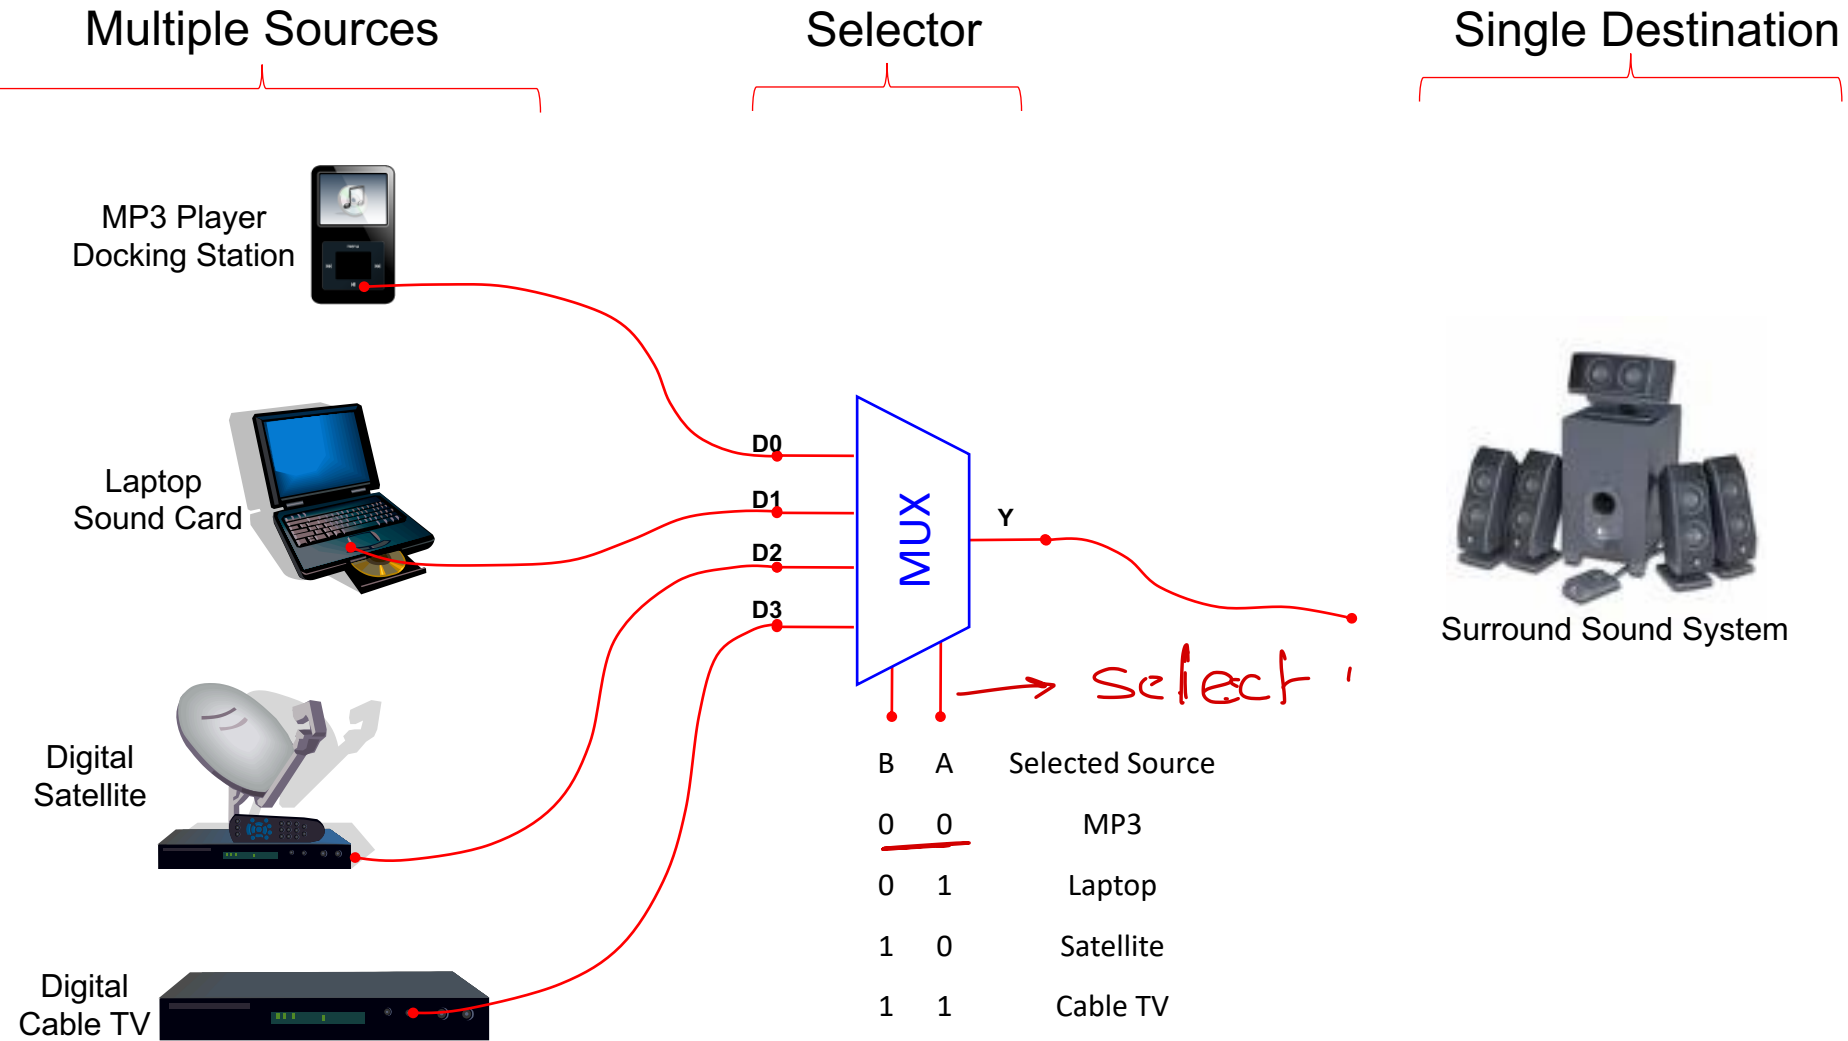 Multiple Sources
Selector
Single Destination
MP3 Player
Docking Station
Laptop
Sound Card
Digital
Satellite
Digital
Cable TV
D0
D1
D2
D3
MUX
Y
Surround Sound System
select
B A Selected Source
0 0 MP3
0 1 Laptop
1 0 Satellite
1 1 Cable TV